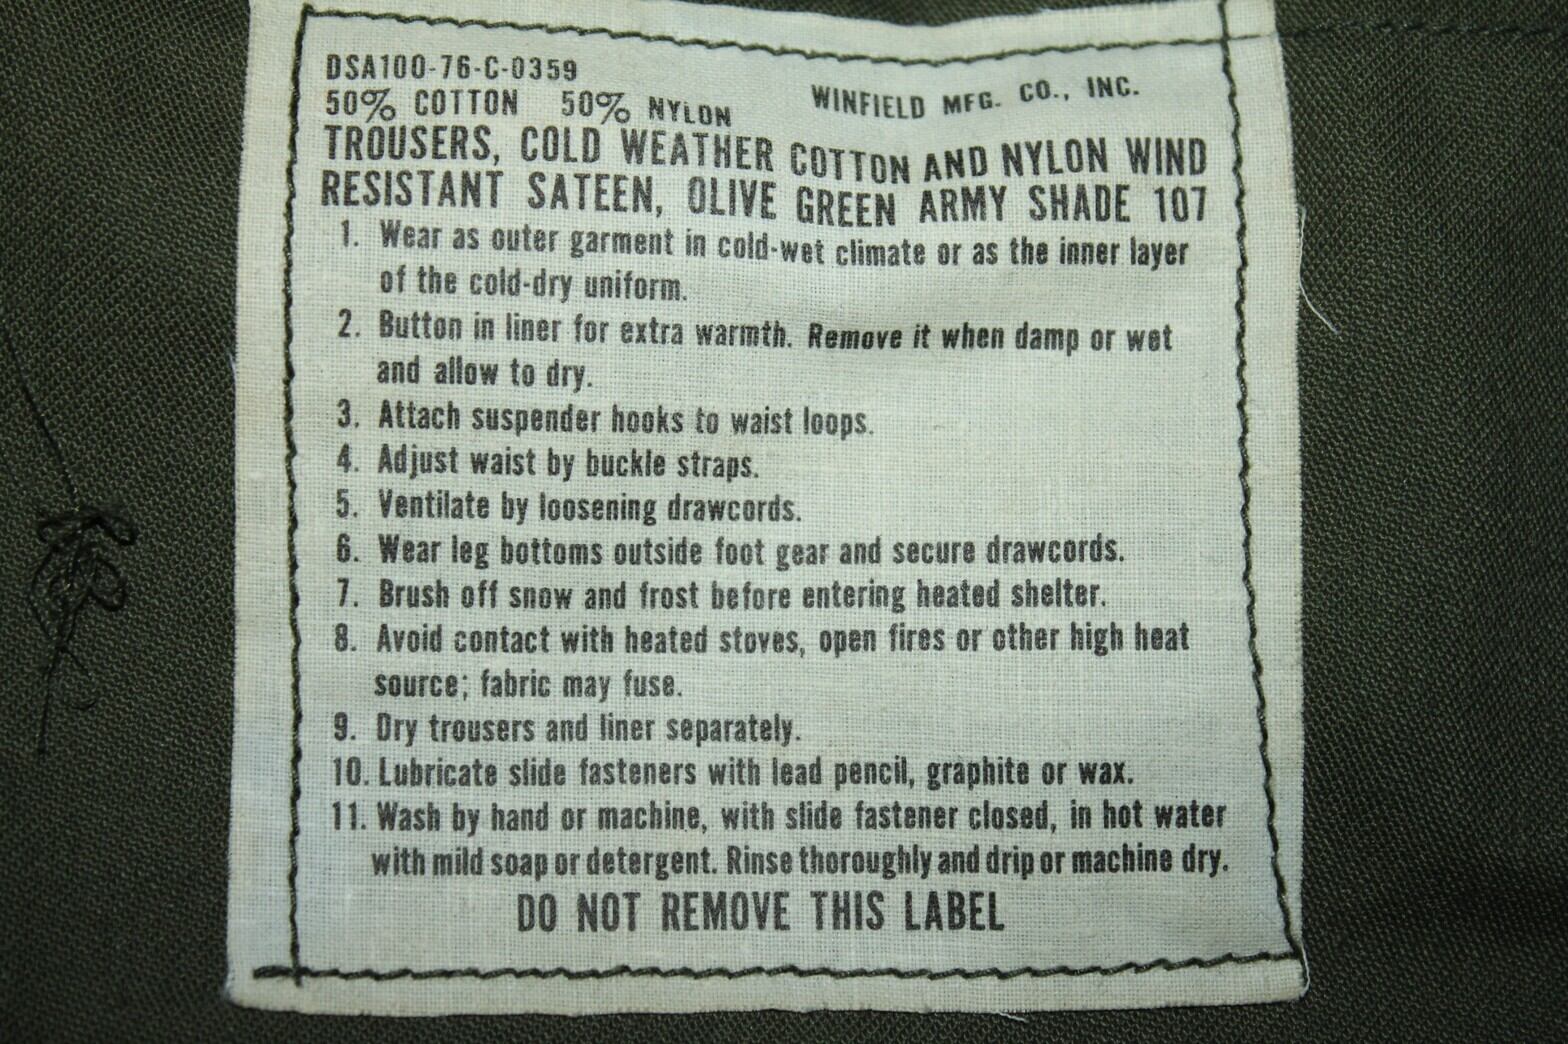 DSA100-76-C-0359
50% COTTON 50% NYLON WINFIELD MFG. CO., INC.
TROUSERS, COLD WEATHER COTTON AND NYLON WIND
RESISTANT SATEEN, OLIVE GREEN ARMY SHADE 107
1. Wear as outer garment in cold-wet climate or as the inner layer
of the cold-dry uniform.
2. Button in liner for extra warmth. Remove it when damp or wet
and allow to dry.
3. Attach suspender hooks to waist loops.
4. Adjust waist by buckle straps.
5. Ventilate by loosening drawcords.
6. Wear leg bottoms outside foot gear and secure drawcords.
7. Brush off snow and frost before entering heated shelter.
8. Avoid contact with heated stoves, open fires or other high heat
source; fabric may fuse.
9. Dry trousers and liner separately.
10. Lubricate slide fasteners with lead pencil, graphite or wax.
11. Wash by hand or machine, with slide fastener closed, in hot water
with mild soap or detergent. Rinse thoroughly and drip or machine dry.
DO NOT REMOVE THIS LABEL